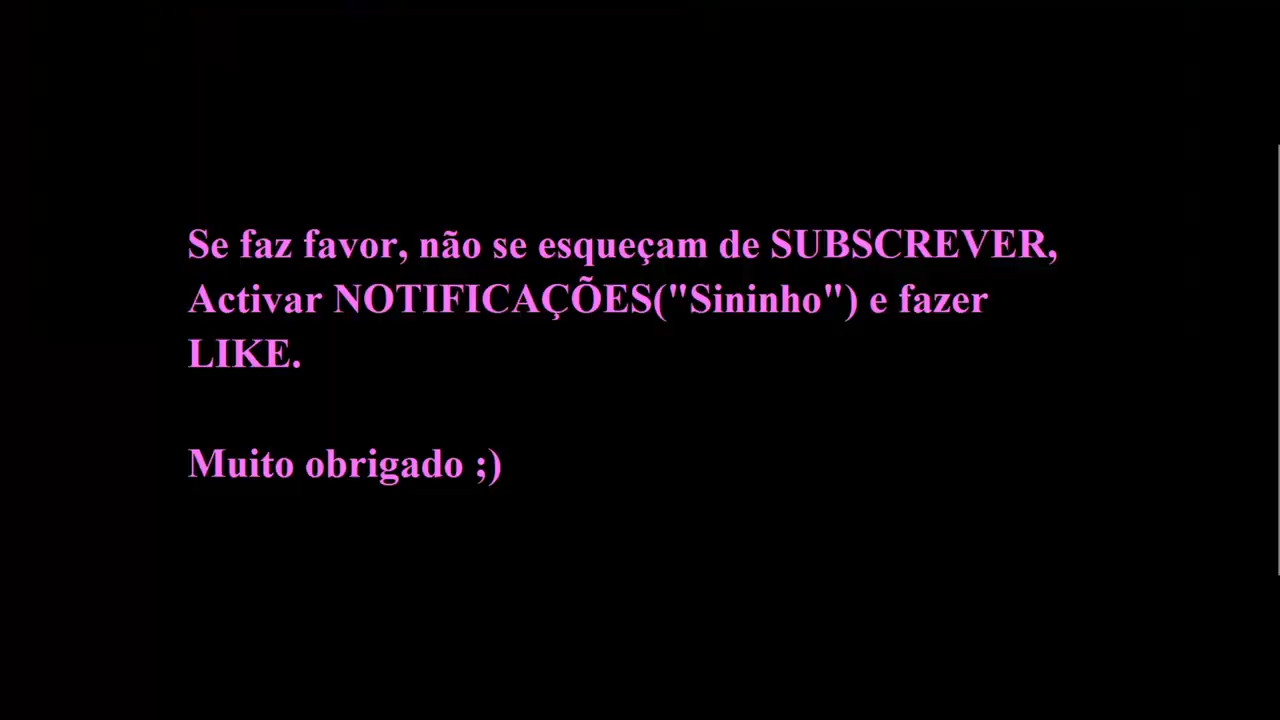 Se faz favor, não se esqueçam de SUBSCREVER,
Activar NOTIFICAÇÕES("Sininho") e fazer
LIKE.
Muito obrigado ;)